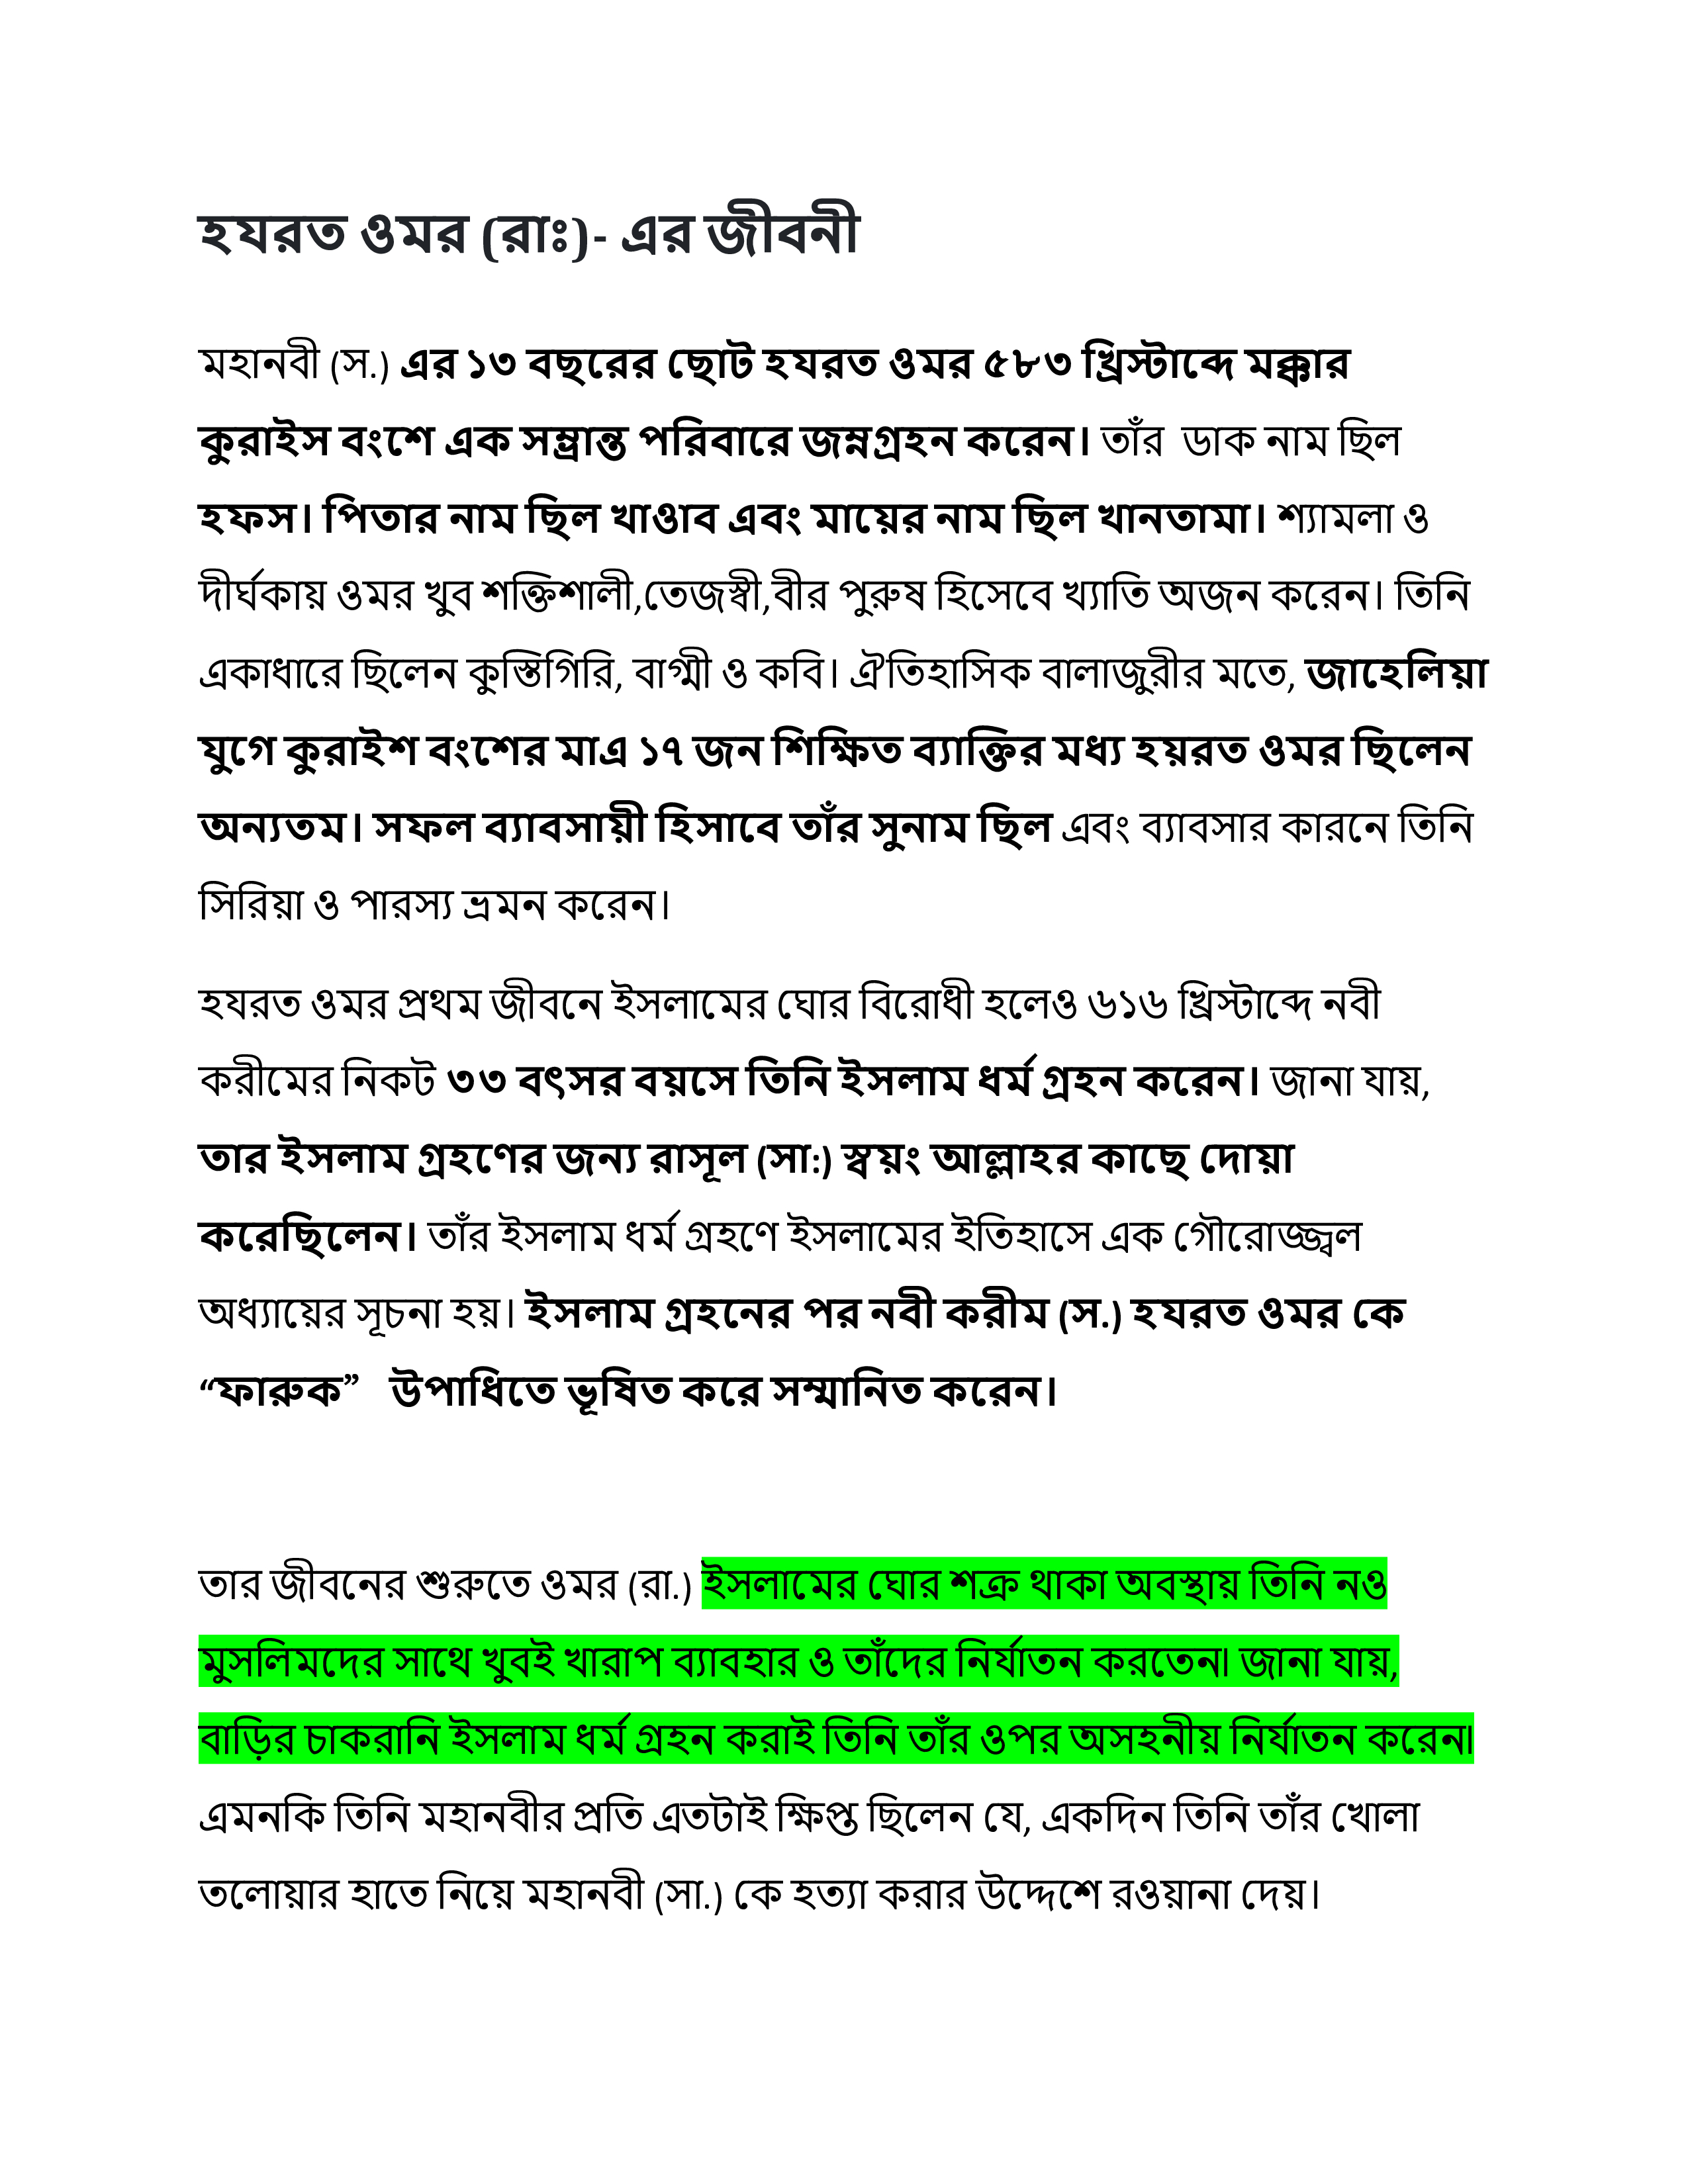 হযরত ওমর (রাঃ)- এর জীবনী
মহানবী (স.) এর ১৩ বছরের ছোট হযরত ওমর ৫৮৩ খ্রিস্টাব্দে মক্কার
কুরাইস বংশে এক সম্ভ্রান্ত পরিবারে জন্নগ্রহন করেন। তাঁর ডাক নাম ছিল
হফস। পিতার নাম ছিল খাওাব এবং মায়ের নাম ছিল খানতামা। শ্যামলা ও
দীর্ঘকায় ওমর খুব শক্তিশালী,তেজস্বী,বীর পুরুষ হিসেবে খ্যাতি অজন করেন। তিনি
একাধারে ছিলেন কুস্তিগিরি, বাগ্মী ও কবি। ঐতিহাসিক বালাজুরীর মতে, জাহেলিয়া
যুগে কুরাইশ বংশের মাএ ১৭ জন শিক্ষিত ব্যাক্তির মধ্য হয়রত ওমর ছিলেন
অন্যতম। সফল ব্যাবসায়ী হিসাবে তাঁর সুনাম ছিল এবং ব্যাবসার কারনে তিনি
সিরিয়া ও পারস্য ভ্রমন করেন।
হযরত ওমর প্রথম জীবনে ইসলামের ঘোর বিরোধী হলেও ৬১৬ খ্রিস্টাব্দে নবী
করীমের নিকট ৩৩ বৎসর বয়সে তিনি ইসলাম ধর্ম গ্রহন করেন। জানা যায়,
তার ইসলাম গ্রহণের জন্য রাসূল (সা:) স্বয়ং আল্লাহর কাছে দোয়া
করেছিলেন। তাঁর ইসলাম ধর্ম গ্রহণে ইসলামের ইতিহাসে এক গৌরোজ্জ্বল
অধ্যায়ের সূচনা হয়। ইসলাম গ্রহনের পর নবী করীম (স.) হযরত ওমর কে
“ফারুক” উপাধিতে ভূষিত করে সম্মানিত করেন।
তার জীবনের শুরুতে ওমর (রা.) ইসলামের ঘোর শক্র থাকা অবস্থায় তিনি নও
মুসলিমদের সাথে খুবই খারাপ ব্যাবহার ও তাঁদের নির্যাতন করতেন৷ জানা যায়,
বাড়ির চাকরানি ইসলাম ধর্ম গ্রহন করাই তিনি তাঁর ওপর অসহনীয় নির্যাতন করেন৷
এমনকি তিনি মহানবীর প্রতি এতটাই ক্ষিপ্ত ছিলেন যে, একদিন তিনি তাঁর খোলা
তলোয়ার হাতে নিয়ে মহানবী (সা.) কে হত্যা করার উদ্দেশে রওয়ানা দেয়।